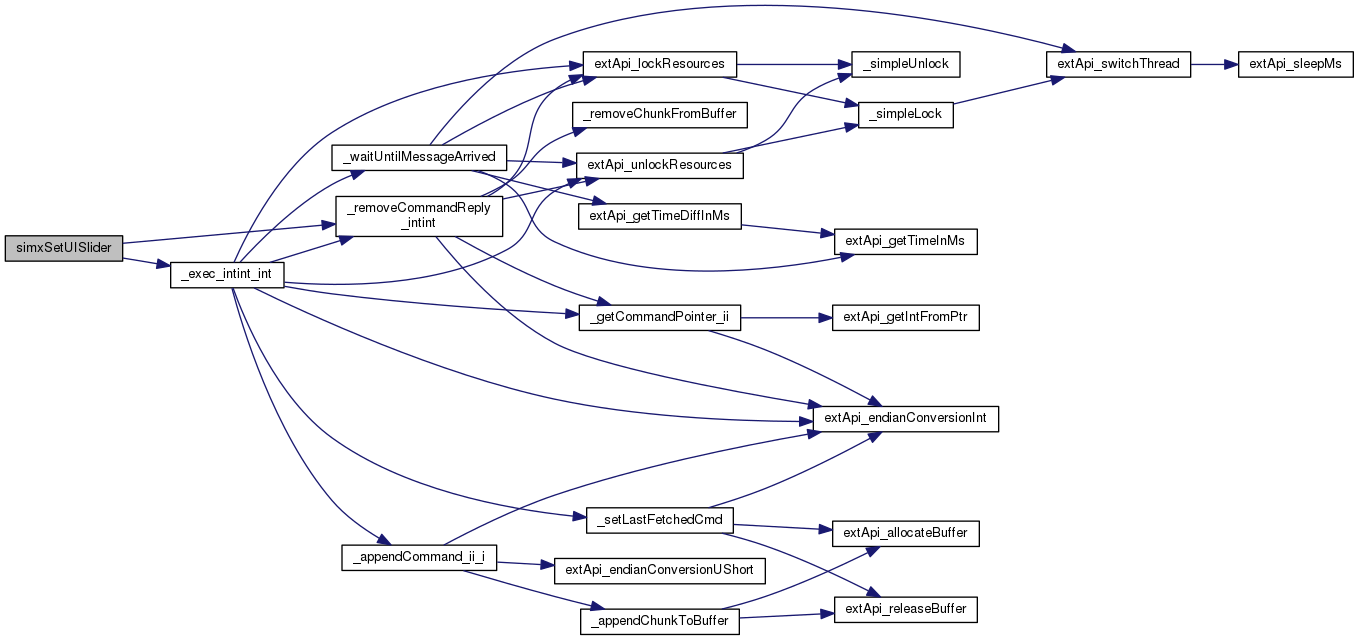 simxSetUISlider
_exec_intint_int
_waitUntilMessageArrived
_removeCommandReply
_intint
_appendCommand_ii_i
extApi_lockResources
_removeChunkFromBuffer
extApi_unlockResources
extApi_getTimeDiffInMs
_getCommandPointer_ii
_setLastFetchedCmd
extApi_endianConversionUShort
_appendChunkToBuffer
_simpleUnlock
_simpleLock
extApi_getTimeInMs
extApi_getIntFromPtr
extApi_endianConversionInt
extApi_allocateBuffer
extApi_releaseBuffer
extApi_switchThread
extApi_sleepMs